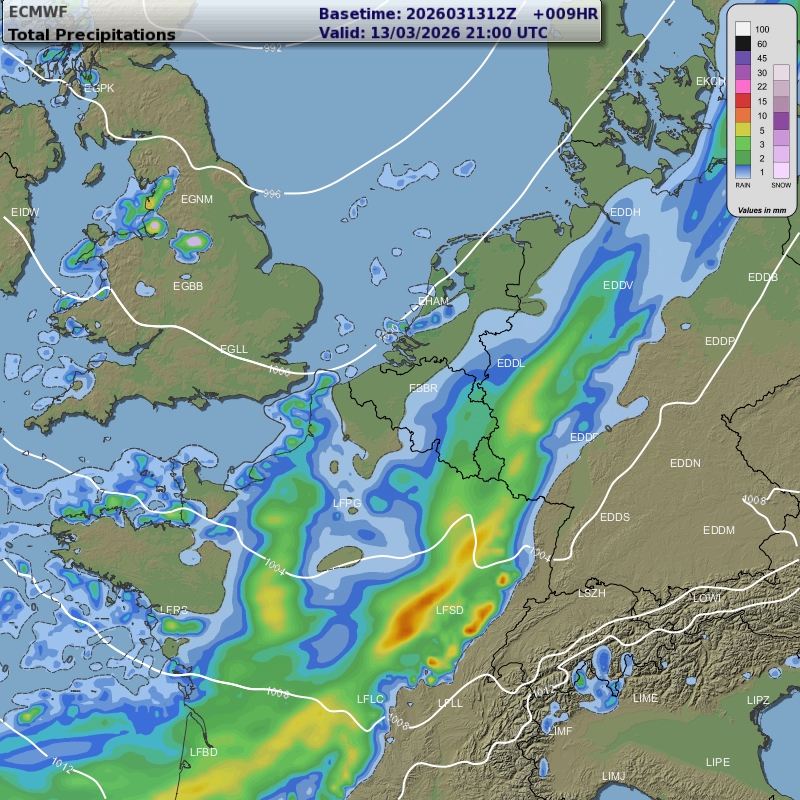 ECMWF
Total Precipitations
Basetime: 2026031312Z +009HR
Valid: 13/03/2026 21:00 UTC
992
100
60
45
30
22
15
10
5
3
2
1
RAIN
SNOW
Values in mm
EGPK
EKCH
996
EGNM
EIDW
EDDH
EGBB
EDDV
EDDB
EHAM
EGLL
EDDP
1000
EDDL
EBBR
EDDF
EDDN
LFPG
1008
EDDS
EDDM
1004
1004
LFRS
LFSD
LSZH
LOWI
1008
1012
LFLC
LFLL
LIME
LIPZ
1008
LIMF
LFBD
1012
LIPE
LIMJ